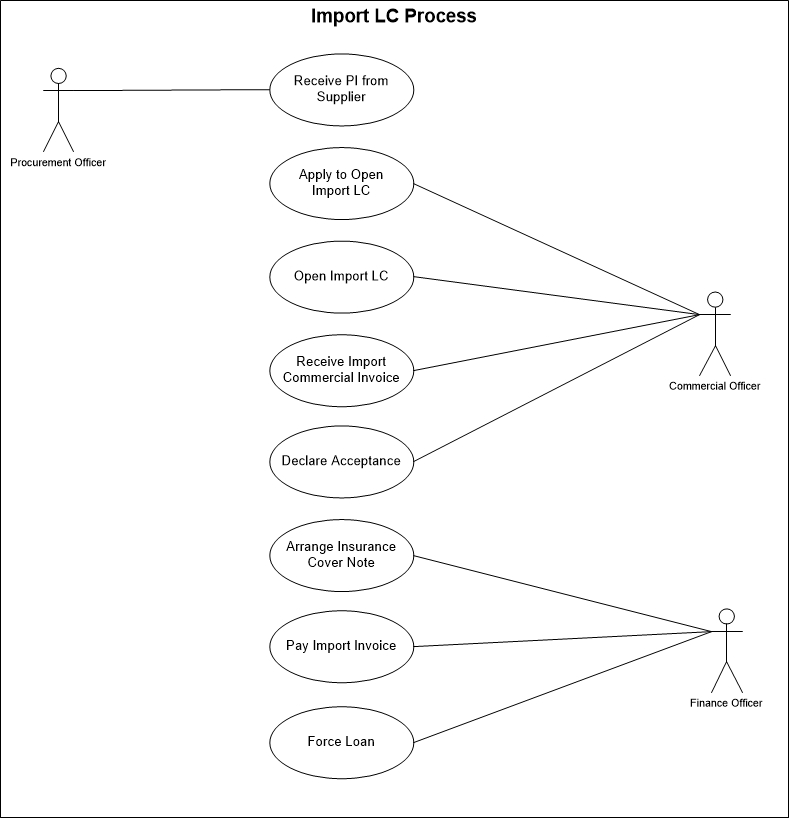 Import LC Process
Receive PI from
Supplier
Procurement Officer
Apply to Open
Import LC
Open Import LC
Receive Import
Commercial Invoice
Commercial Officer
Declare Acceptance
Arrange Insurance
Cover Note
Pay Import Invoice
Finance Officer
Force Loan